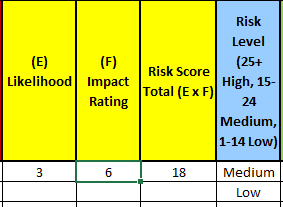 (E)
Likelihood
(F)
Impact
Rating
Risk Score
Total (E x F)
Risk
Level
(25+
High, 15-
24
Medium,
1-14 Low)
3
6
18
Medium
Low